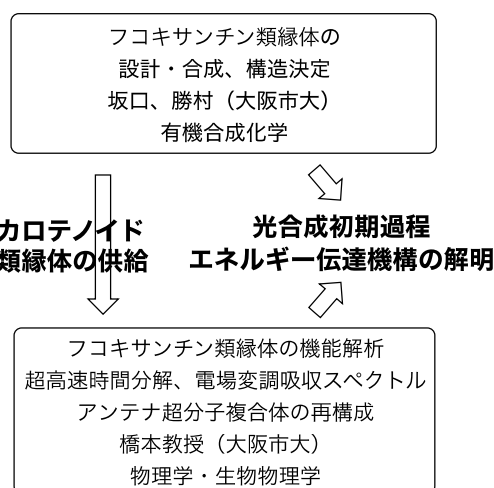 フコキサンチン類縁体の
設計・合成、構造決定
坂口、勝村（大阪市大）
有機合成化学
カロテノイド
類縁体の供給
光合成初期過程
エネルギー伝達機構の解明
フコキサンチン類縁体の機能解析
超高速時間分解、電場変調吸収スペクトル
アンテナ超分子複合体の再構成
橋本教授（大阪市大）
物理学・生物物理学